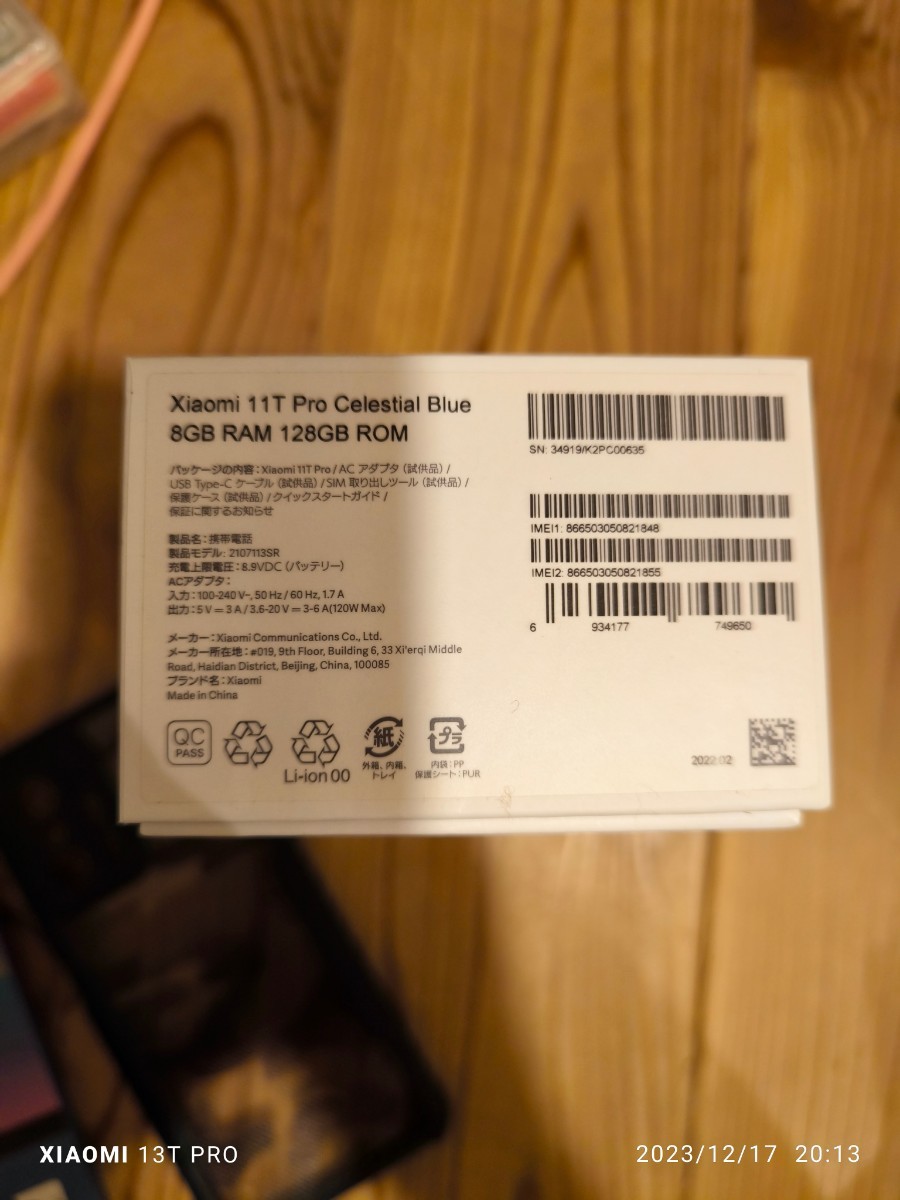 Xiaomi 11T Pro Celestial Blue
8GB RAM 128GB ROM
パッケージの内容：Xiaomi 11T Pro / AC アダプタ（試供品）/
USB Type-C ケーブル（試供品）/ SIM 取り出しツール（試供品）/
保護ケース（試供品）/ クイックスタートガイド /
保証に関するお知らせ
製品名：携帯電話
製品モデル: 2107113SR
充電上限電圧：8.9VDC（バッテリー）
ACアダプタ：
入力：100-240 V~, 50 Hz / 60 Hz, 1.7 A
出力：5 V = 3 A / 3.6-20 V = 3-6 A(120W Max)
メーカー：Xiaomi Communications Co., Ltd.
メーカー所在地：#019, 9th Floor, Building 6, 33 Xi'erqi Middle
Road, Haidian District, Beijing, China, 100085
ブランド名：Xiaomi
Made in China
QC
PASS
Li-ion 00
紙
外箱、内箱、
トレイ
プラ
内袋：PP
保護シート：PUR
SN: 34919/K2PC00635
IMEI1: 866503050821848
IMEI2: 866503050821855
6 934177 749650
2022.02
XIAOMI 13T PRO
2023/12/17 20:13